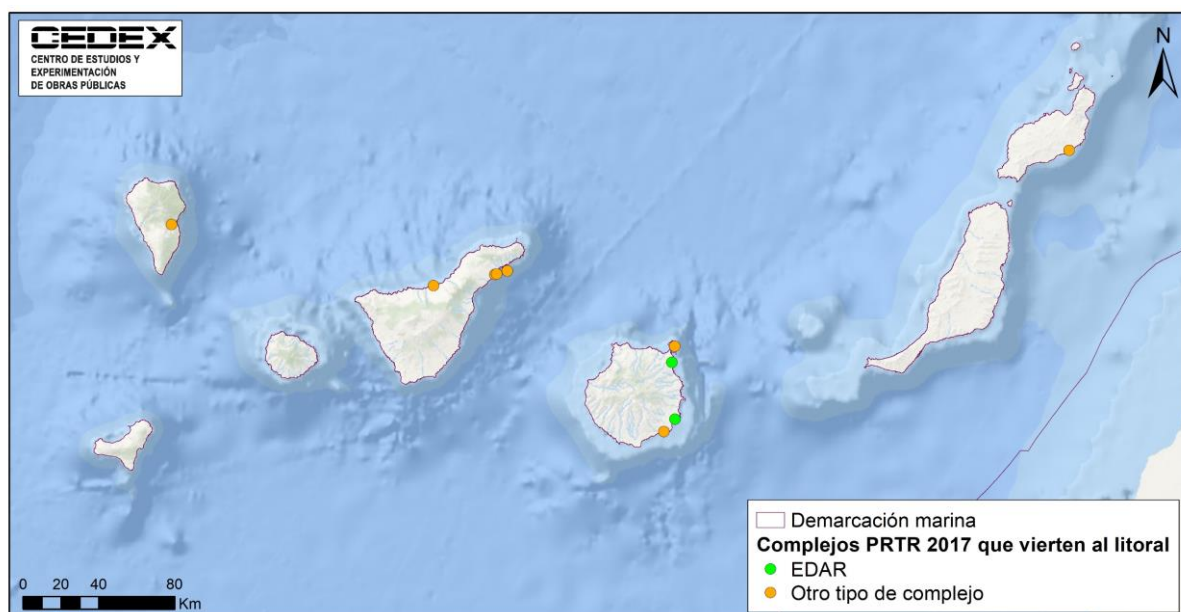 CEDEX
CENTRO DE ESTUDIOS Y
EXPERIMENTACIÓN
DE OBRAS PÚBLICAS
N
Demarcación marina
Complejos PRTR 2017 que vierten al litoral
EDAR
Otro tipo de complejo
0 20 40 80
Km